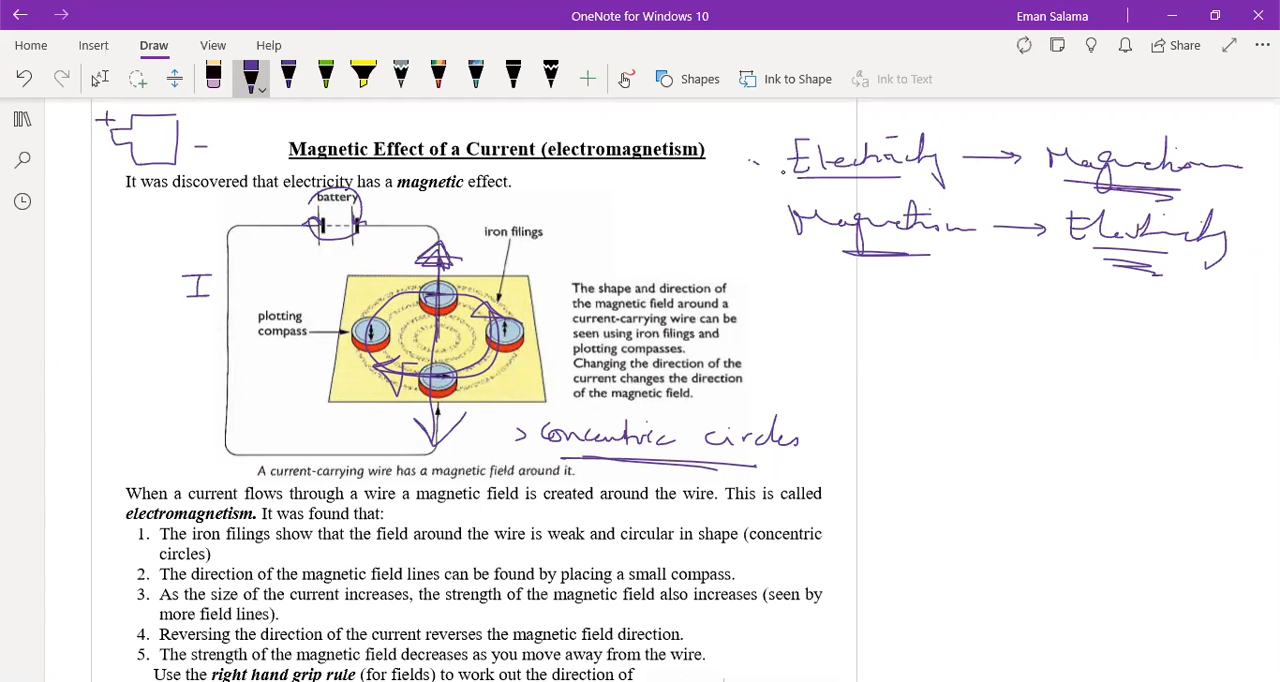 OneNote for Windows 10
Eman Salama
Home Insert Draw View Help
Share
Shapes Ink to Shape Ink to Text
+ -
Magnetic Effect of a Current (electromagnetism)
It was discovered that electricity has a magnetic effect.
Electricity → Magnetism
Magnetism → Electricity
battery
iron filings
I
plotting
compass
The shape and direction of
the magnetic field around a
current-carrying wire can be
seen using iron filings and
plotting compasses.
Changing the direction of the
current changes the direction
of the magnetic field.
> concentric circles
A current-carrying wire has a magnetic field around it.
When a current flows through a wire a magnetic field is created around the wire. This is called
electromagnetism. It was found that:
1. The iron filings show that the field around the wire is weak and circular in shape (concentric
circles)
2. The direction of the magnetic field lines can be found by placing a small compass.
3. As the size of the current increases, the strength of the magnetic field also increases (seen by
more field lines).
4. Reversing the direction of the current reverses the magnetic field direction.
5. The strength of the magnetic field decreases as you move away from the wire.
Use the right hand grip rule (for fields) to work out the direction of